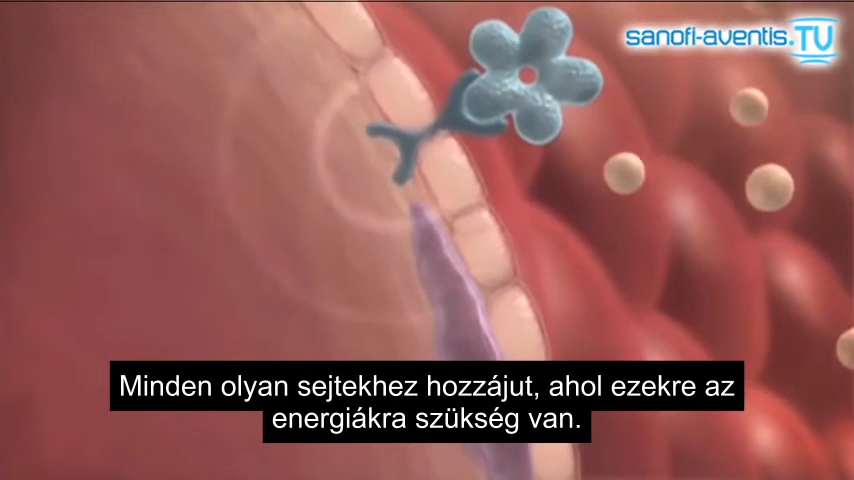 sanofi-aventis.TV
Minden olyan sejtekhez hozzájut, ahol ezekre az
energiákra szükség van.